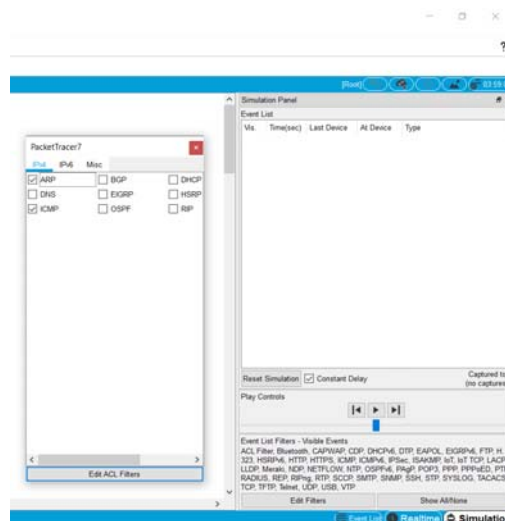 ?
[Root]
03:59:
Simulation Panel
Event List
Vis. Time(sec) Last Device At Device Type
PacketTracer7
IPv4 IPv6 Misc
ARP BGP DHCP
DNS EIGRP HSRP
ICMP OSPF RIP
Edit ACL Filters
Reset Simulation Constant Delay
Captured to
(no captures
Play Controls
Event List Filters - Visible Events
ACL Filter, Bluetooth, CAPWAP, CDP, DHCPv6, DTP, EAPOL, EIGRPv6, FTP, H.
323, HSRPv6, HTTP, HTTPS, ICMP, ICMPv6, IPSec, ISAKMP, IoT, IoT TCP, LACP,
LLDP, Meraki, NDP, NETFLOW, NTP, OSPFv6, PAgP, POP3, PPP, PPPoED, PTP
RADIUS, REP, RIPng, RTP, SCCP, SMTP, SNMP, SSH, STP, SYSLOG, TACACS
TCP, TFTP, Telnet, UDP, USB, VTP
Edit Filters Show All/None
Event List Realtime Simulatio